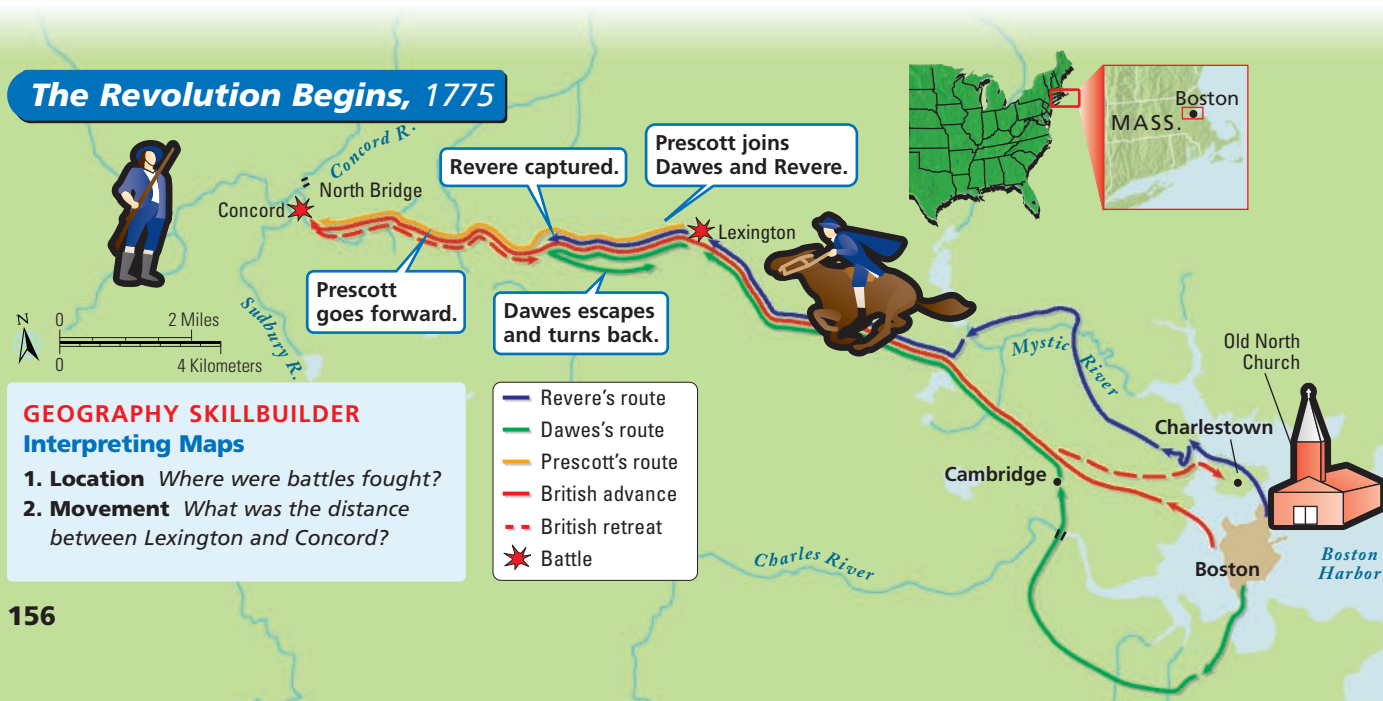 The Revolution Begins, 1775
Concord R.
North Bridge
Concord
Revere captured.
Prescott joins
Dawes and Revere.
Lexington
Boston
MASS.
Prescott
goes forward.
Dawes escapes
and turns back.
Sudbury R.
N
0 2 Miles
0 4 Kilometers
Mystic River
Old North
Church
Charlestown
Cambridge
Boston
Boston
Harbor
Charles River
GEOGRAPHY SKILLBUILDER
Interpreting Maps
1. Location Where were battles fought?
2. Movement What was the distance
between Lexington and Concord?
Revere's route
Dawes's route
Prescott's route
British advance
British retreat
Battle
156